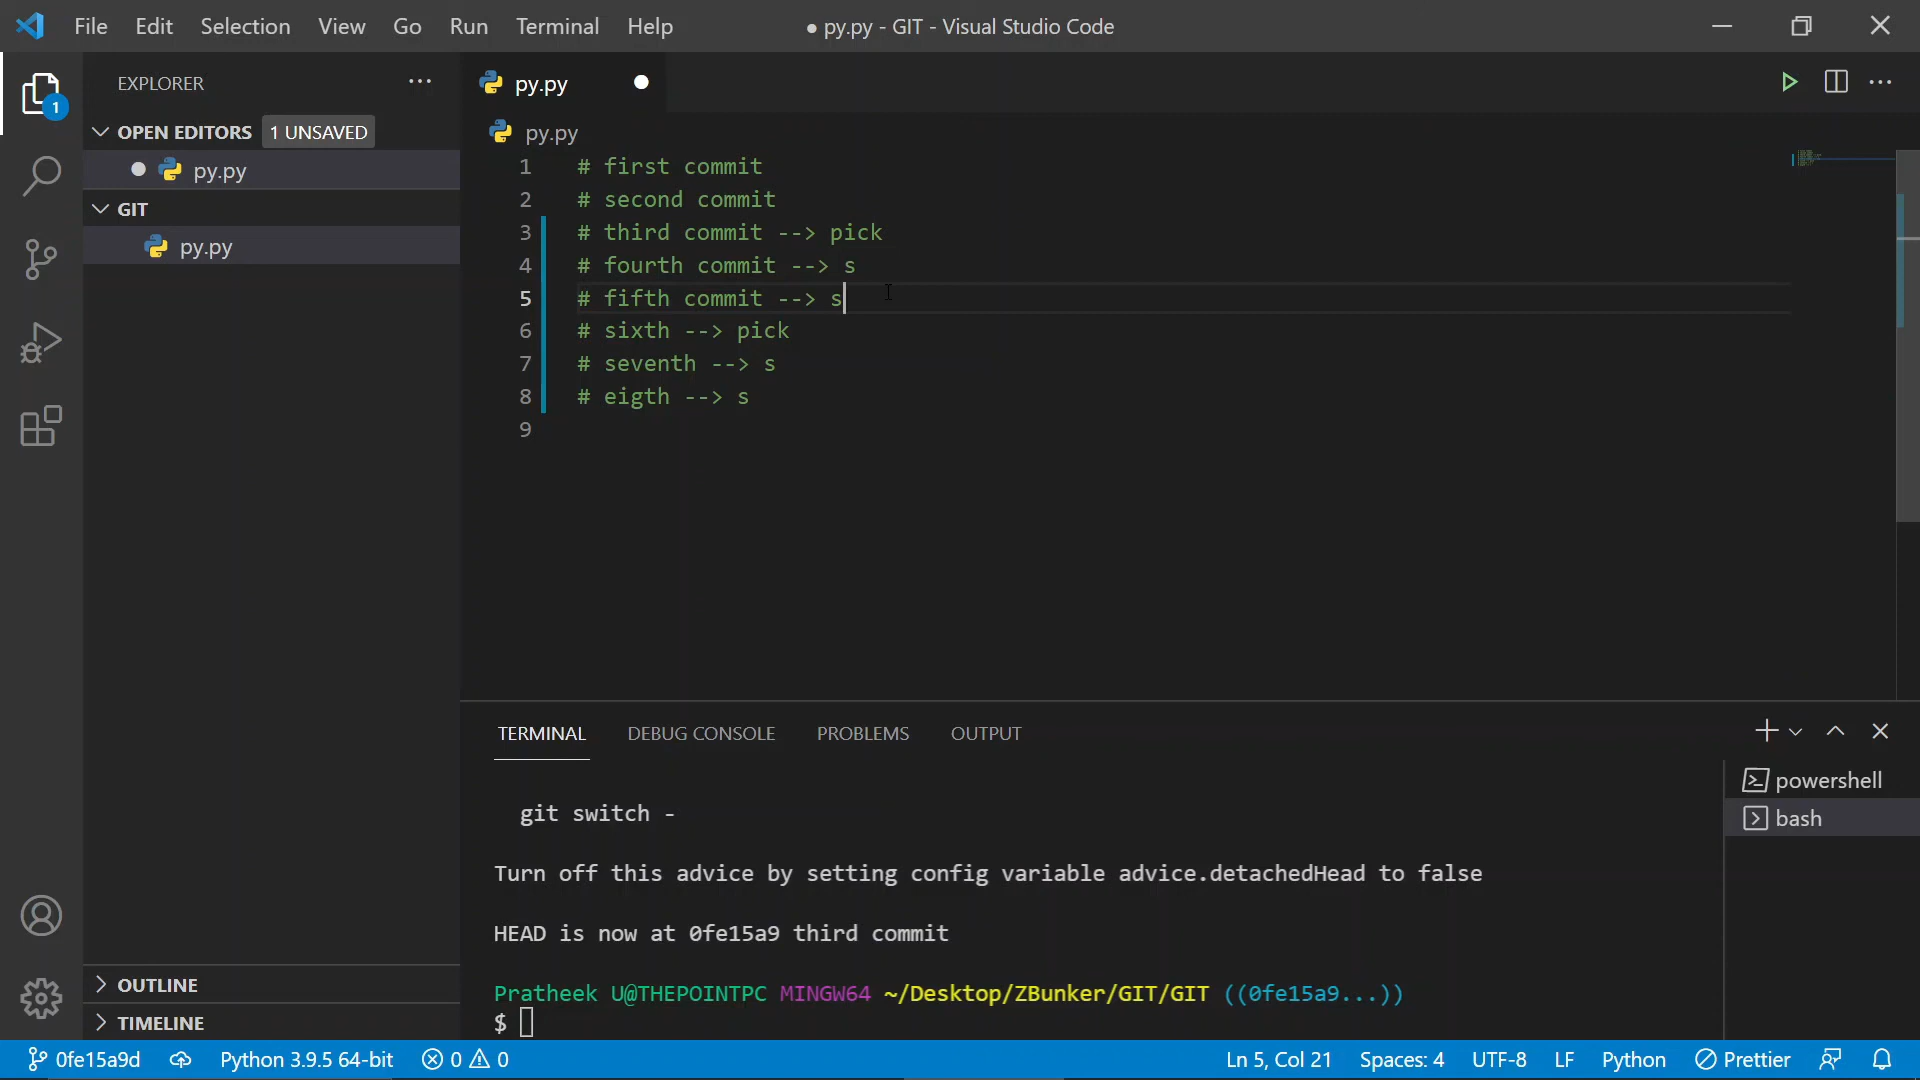 File Edit Selection View Go Run Terminal Help ● py.py - GIT - Visual Studio Code
1
EXPLORER
OPEN EDITORS 1 UNSAVED
py.py
GIT
py.py
OUTLINE
TIMELINE
py.py
py.py
1 # first commit
2 # second commit
3 # third commit --> pick
4 # fourth commit --> s
5 # fifth commit --> s
6 # sixth --> pick
7 # seventh --> s
8 # eigth --> s
9
TERMINAL DEBUG CONSOLE PROBLEMS OUTPUT
powershell
bash
git switch -
Turn off this advice by setting config variable advice.detachedHead to false
HEAD is now at 0fe15a9 third commit
Pratheek U@THEPOINTPC MINGW64 ~/Desktop/ZBunker/GIT/GIT ((0fe15a9...))
$
0fe15a9d Python 3.9.5 64-bit 0 0 Ln 5, Col 21 Spaces: 4 UTF-8 LF Python Prettier